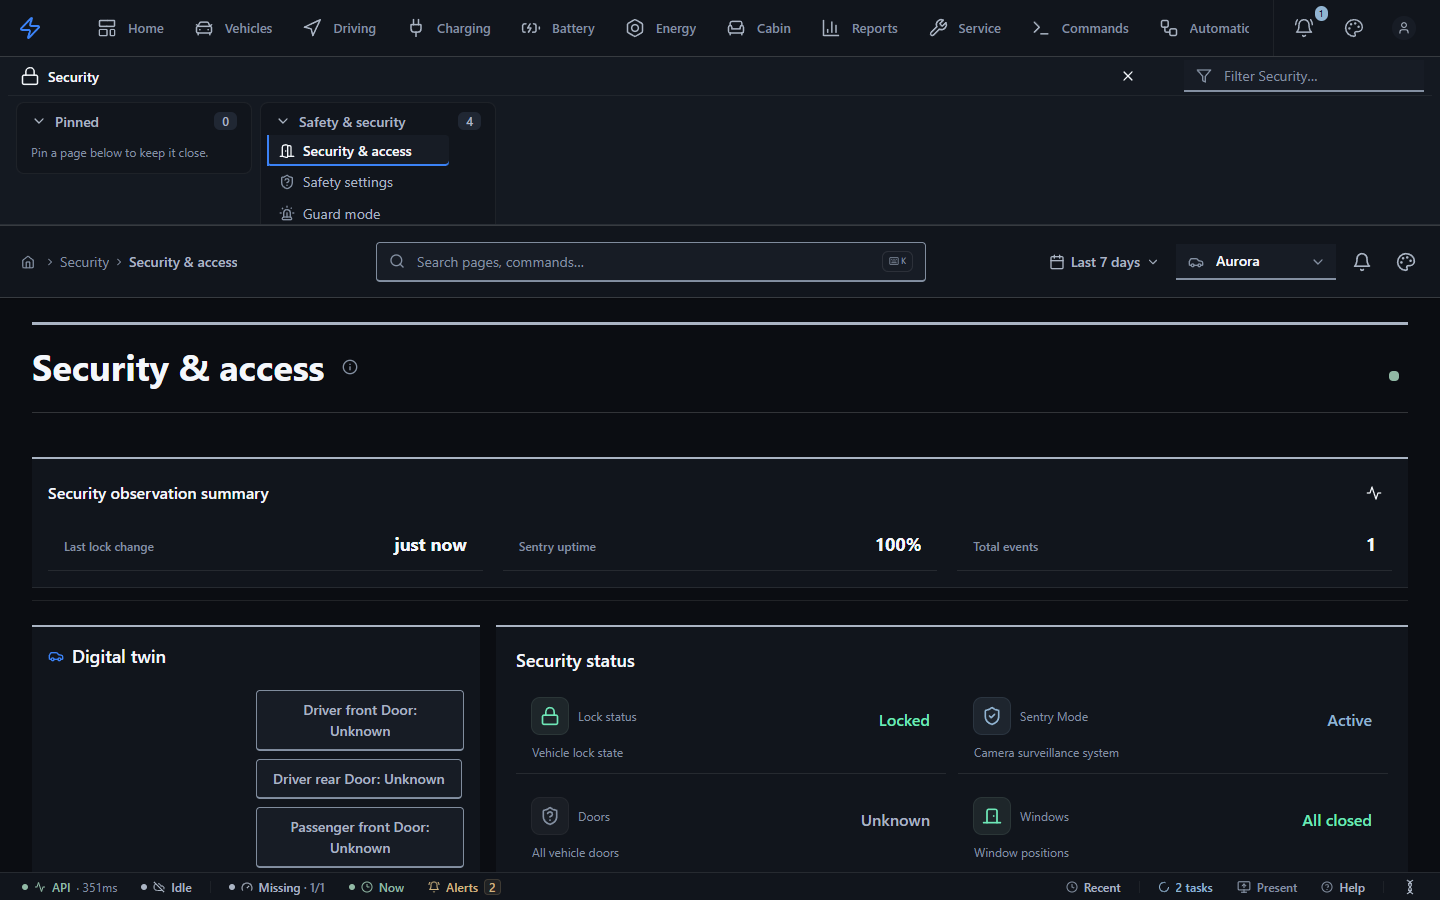 Home
Vehicles
Driving
Charging
Battery
Energy
Cabin
Reports
Service
Commands
Automatic
1
Security
Filter Security...
Pinned
0
Pin a page below to keep it close.
Safety & security
4
Security & access
Safety settings
Guard mode
Security
Security & access
Search pages, commands...
K
Last 7 days
Aurora
Security & access
Security observation summary
Last lock change
just now
Sentry uptime
100%
Total events
1
Digital twin
Driver front Door:
Unknown
Driver rear Door: Unknown
Passenger front Door:
Unknown
Security status
Lock status
Locked
Vehicle lock state
Sentry Mode
Active
Camera surveillance system
Doors
Unknown
All vehicle doors
Windows
All closed
Window positions
API · 351ms
Idle
Missing · 1/1
Now
Alerts 2
Recent
2 tasks
Present
Help